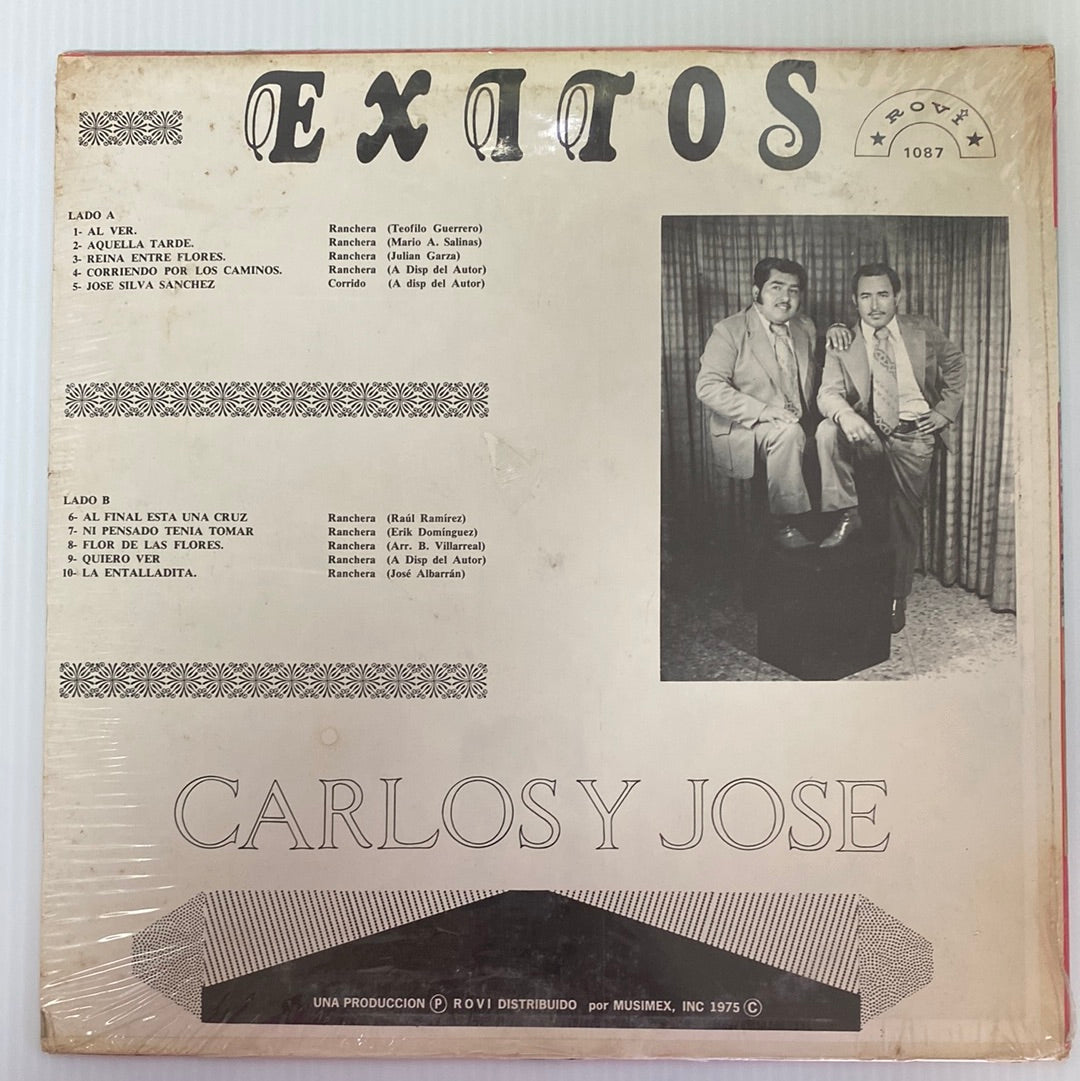 EXITOS
ROVI
1087
LADO A
1- AL VER. Ranchera (Teofilo Guerrero)
2- AQUELLA TARDE. Ranchera (Mario A. Salinas)
3- REINA ENTRE FLORES. Ranchera (Julian Garza)
4- CORRIENDO POR LOS CAMINOS. Ranchera (A Disp del Autor)
5- JOSE SILVA SANCHEZ Corrido (A disp del Autor)
LADO B
6- AL FINAL ESTA UNA CRUZ Ranchera (Raúl Ramírez)
7- NI PENSADO TENIA TOMAR Ranchera (Erik Domínguez)
8- FLOR DE LAS FLORES. Ranchera (Arr. B. Villarreal)
9- QUIERO VER Ranchera (A Disp del Autor)
10- LA ENTALLADITA. Ranchera (José Albarrán)
CARLOS Y JOSE
UNA PRODUCCION Ⓟ ROVI DISTRIBUIDO por MUSIMEX, INC 1975 ©